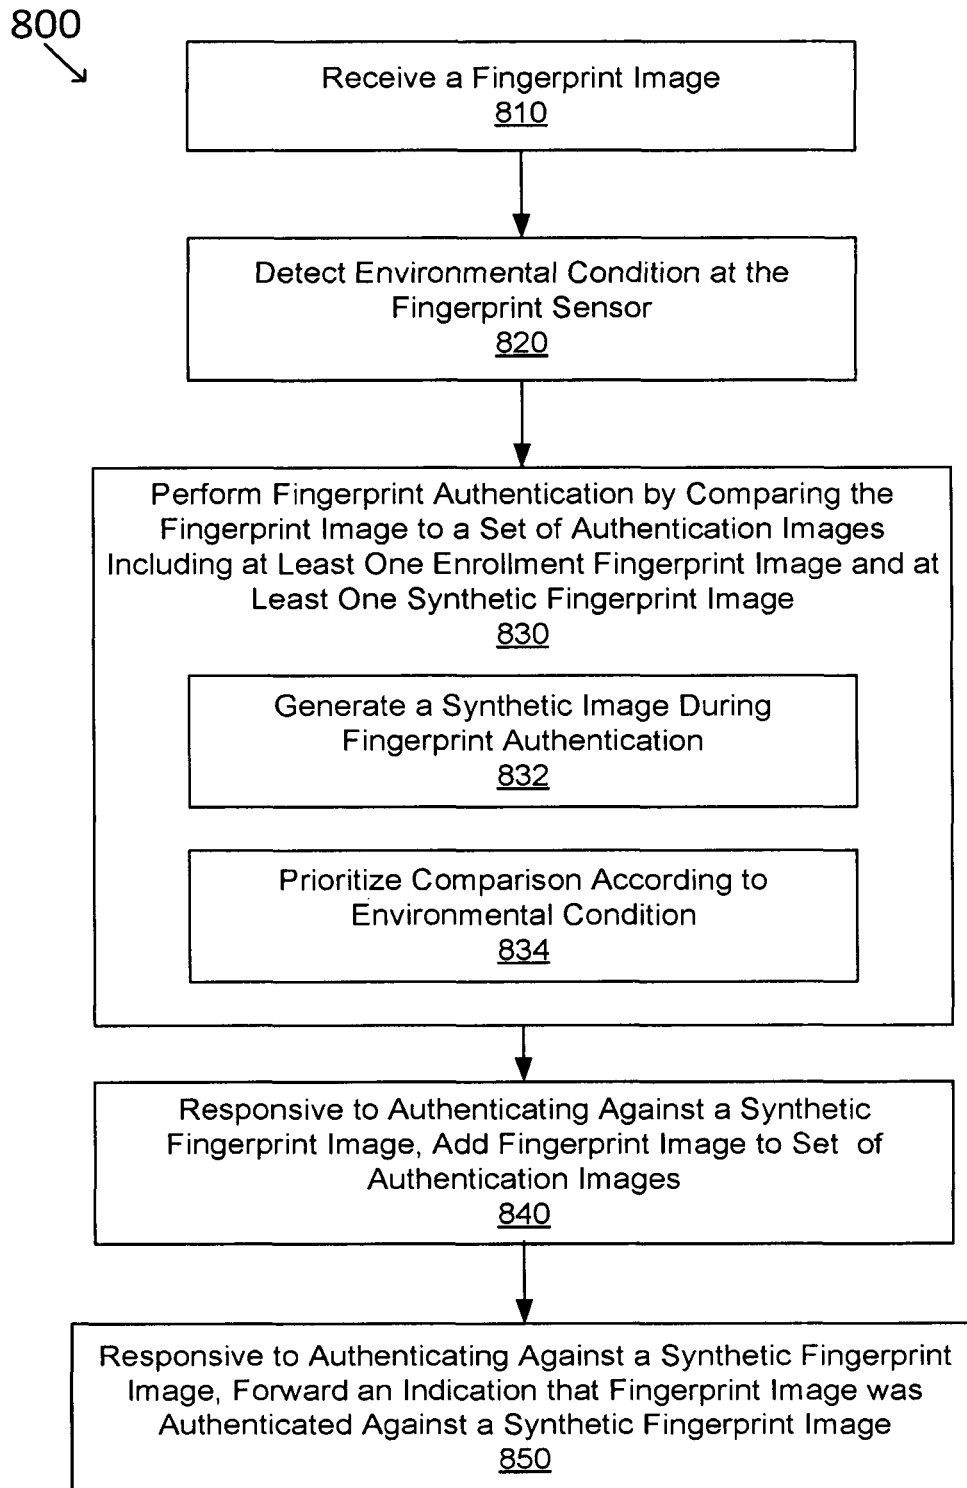 800
Receive a Fingerprint Image
810
Detect Environmental Condition at the
Fingerprint Sensor
820
Perform Fingerprint Authentication by Comparing the
Fingerprint Image to a Set of Authentication Images
Including at Least One Enrollment Fingerprint Image and at
Least One Synthetic Fingerprint Image
830
Generate a Synthetic Image During
Fingerprint Authentication
832
Prioritize Comparison According to
Environmental Condition
834
Responsive to Authenticating Against a Synthetic
Fingerprint Image, Add Fingerprint Image to Set of
Authentication Images
840
Responsive to Authenticating Against a Synthetic Fingerprint
Image, Forward an Indication that Fingerprint Image was
Authenticated Against a Synthetic Fingerprint Image
850